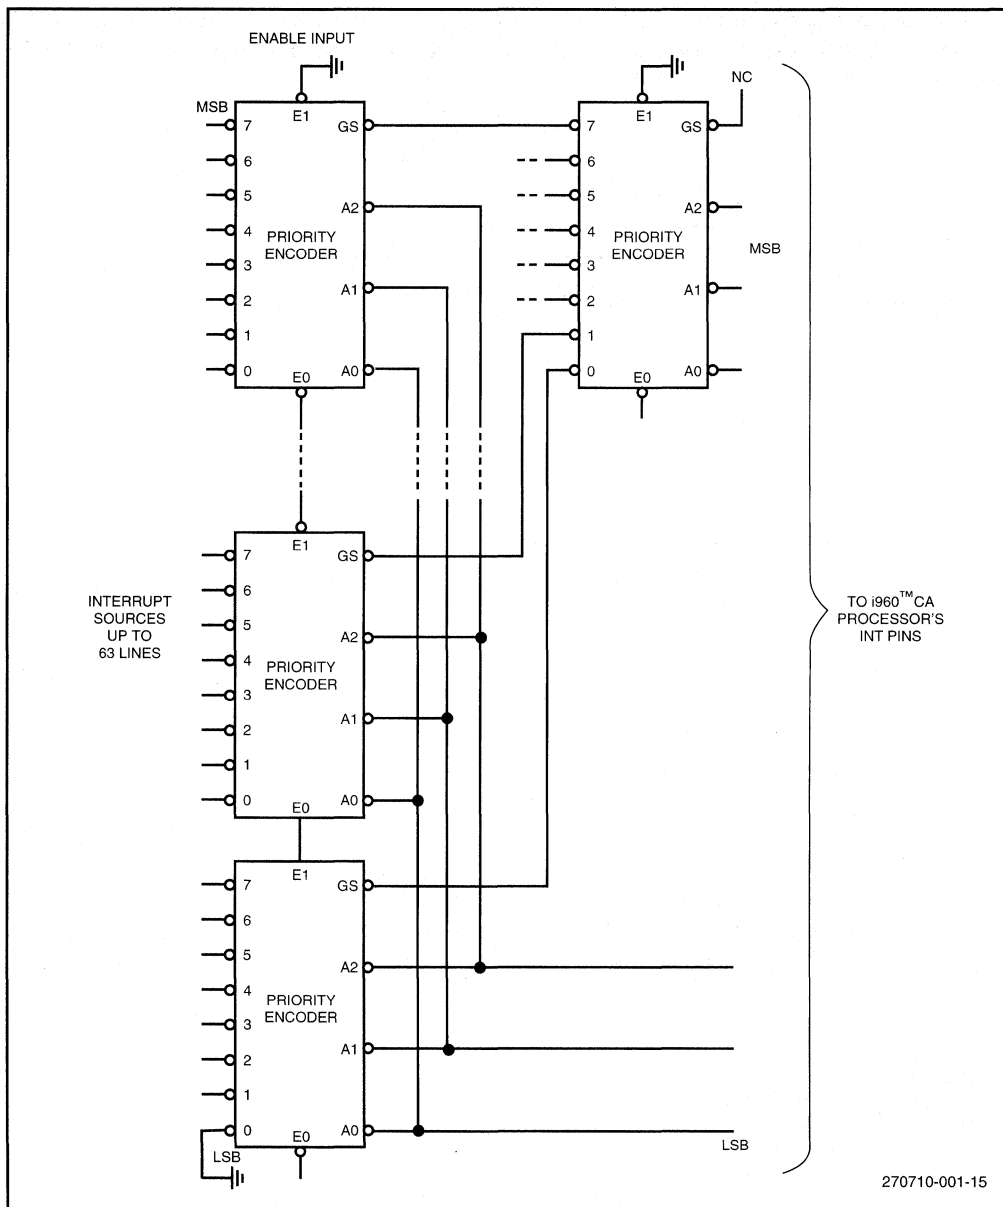 ENABLE INPUT
MSB
E1
7
GS
6
5
A2
4
PRIORITY
ENCODER
3
A1
2
1
0
E0
A0
NC
E1
7
GS
6
5
A2
4
PRIORITY
ENCODER
MSB
3
A1
2
1
0
E0
A0
E1
7
GS
6
5
A2
4
PRIORITY
ENCODER
3
A1
2
1
0
E0
A0
INTERRUPT
SOURCES
UP TO
63 LINES
TO i960™CA
PROCESSOR'S
INT PINS
E1
7
GS
6
5
A2
4
PRIORITY
ENCODER
3
A1
2
1
0
E0
A0
LSB
LSB
270710-001-15